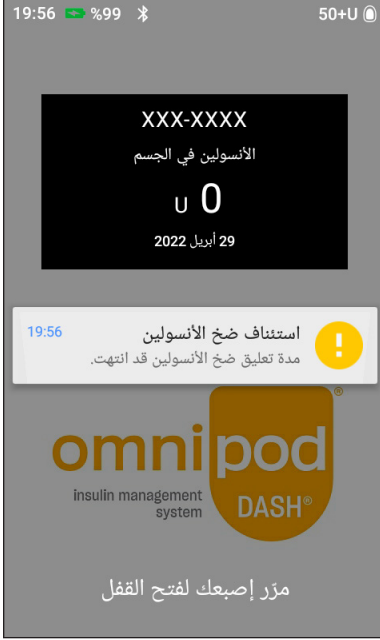 19:56 %99 50+U
XXX-XXXX
الأنسولين في الجسم
0 U
29 أبريل 2022
استئناف ضخ الأنسولين 19:56
مدة تعليق ضخ الأنسولين قد انتهت.
omnipod®
insulin management
system
DASH®
مرّر إصبعك لفتح القفل